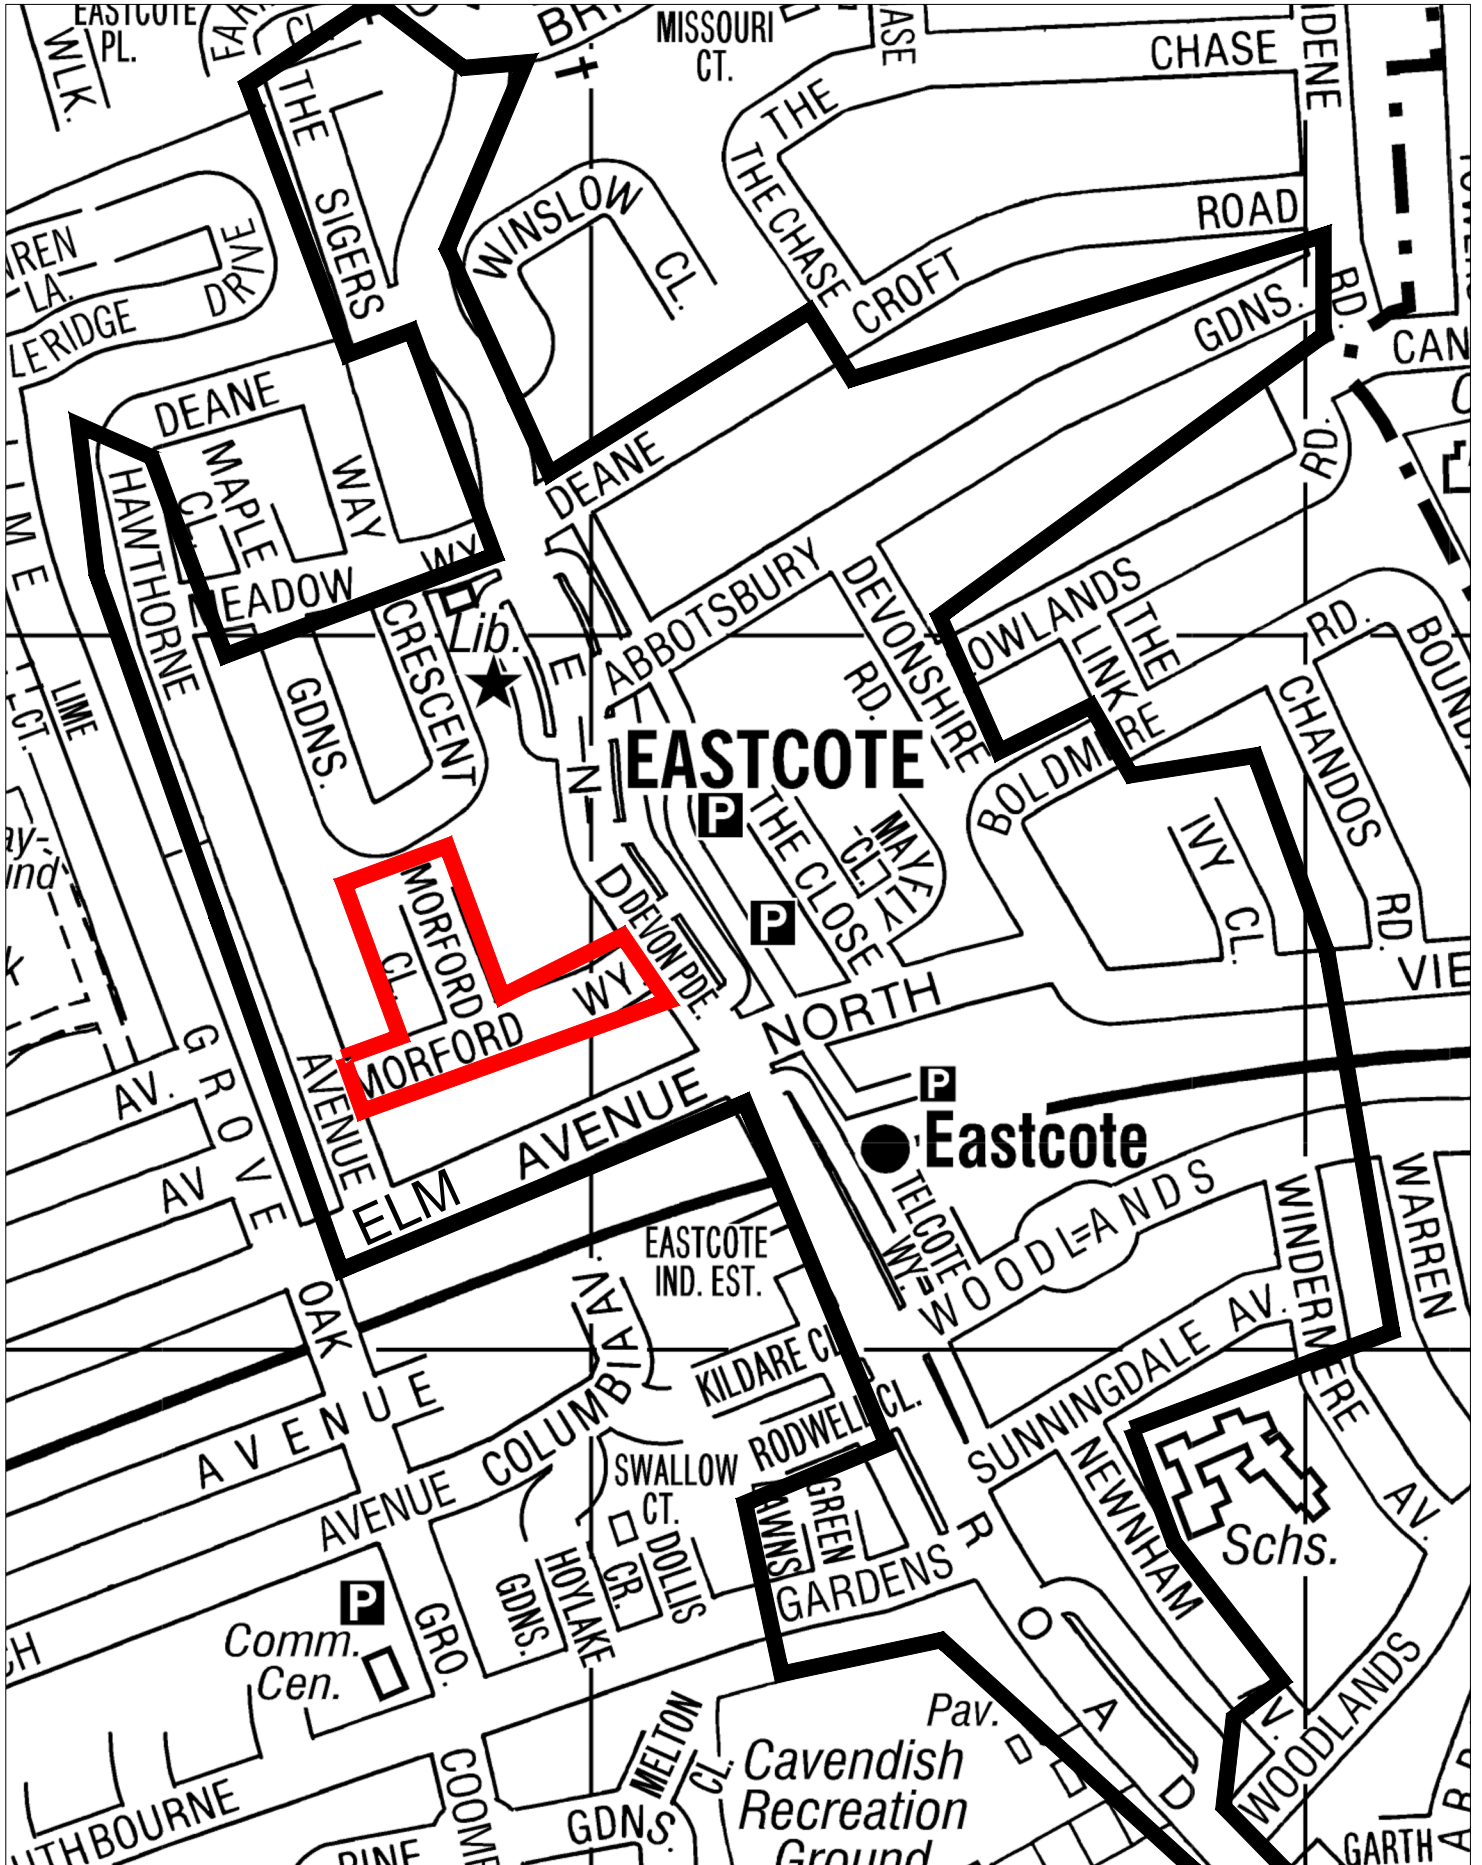 EASTCOTE
PL.
WLK.
CL.
THE
SIGERS
MISSOURI
CT.
CHASE
THE
THE CHASE
WINSLOW
CL.
ROAD
CROFT
GDNS.
RD.
RD.
DRIVE
LA.
DEANE
MAPLE
CL.
WAY
HAWTHORNE
MEADOW
WY
DEANE
Lib.
CRESCENT
GDNS.
LIME
CT.
ABBOTSBURY
DEVONSHIRE
RD.
THE
LINK
RD.
BOLDMERE
CHANDOS
RD.
EASTCOTE
P
THE CLOSE
CL.
IVY
CL.
P
DEVON PDE.
MORFORD
CL.
MORFORD
WY
NORTH
AVENUE
ELM AVENUE
GROVE
AV.
AV
P
Eastcote
TELCOTE
WY.
WOODLANDS
WINDERMERE
AV.
WARREN
EASTCOTE
IND. EST.
COLUMBIA AV.
KILDARE CL
RODWELL CL.
SUNNINGDALE AV.
OAK
GRO.
AVENUE
AVENUE
SWALLOW
CT.
GREEN
GARDENS
DOLLIS
CR.
HOYLAKE
GDNS.
NEWNHAM
Schs.
P
Comm.
Cen.
WOODLANDS
MELTON
CL.
Pav.
Cavendish
Recreation
Ground
GDNS.
GARTH